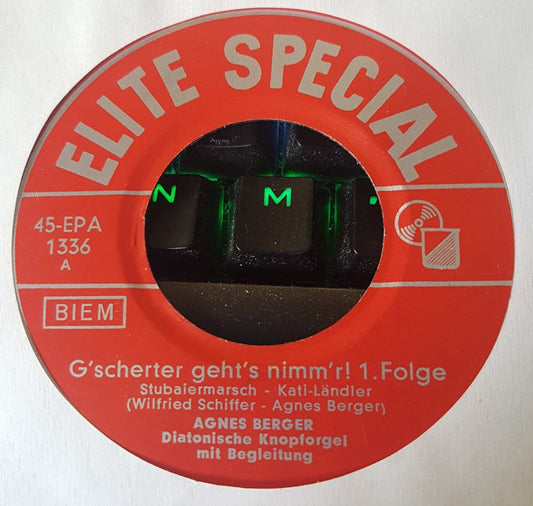 ELITE SPECIAL
N M ,
45-EPA
1336
A
BIEM
G'scherter geht's nimm'r! 1. Folge
Stubaiermarsch - Kati-Ländler
(Wilfried Schiffer - Agnes Berger)
AGNES BERGER
Diatonische Knopforgel
mit Begleitung